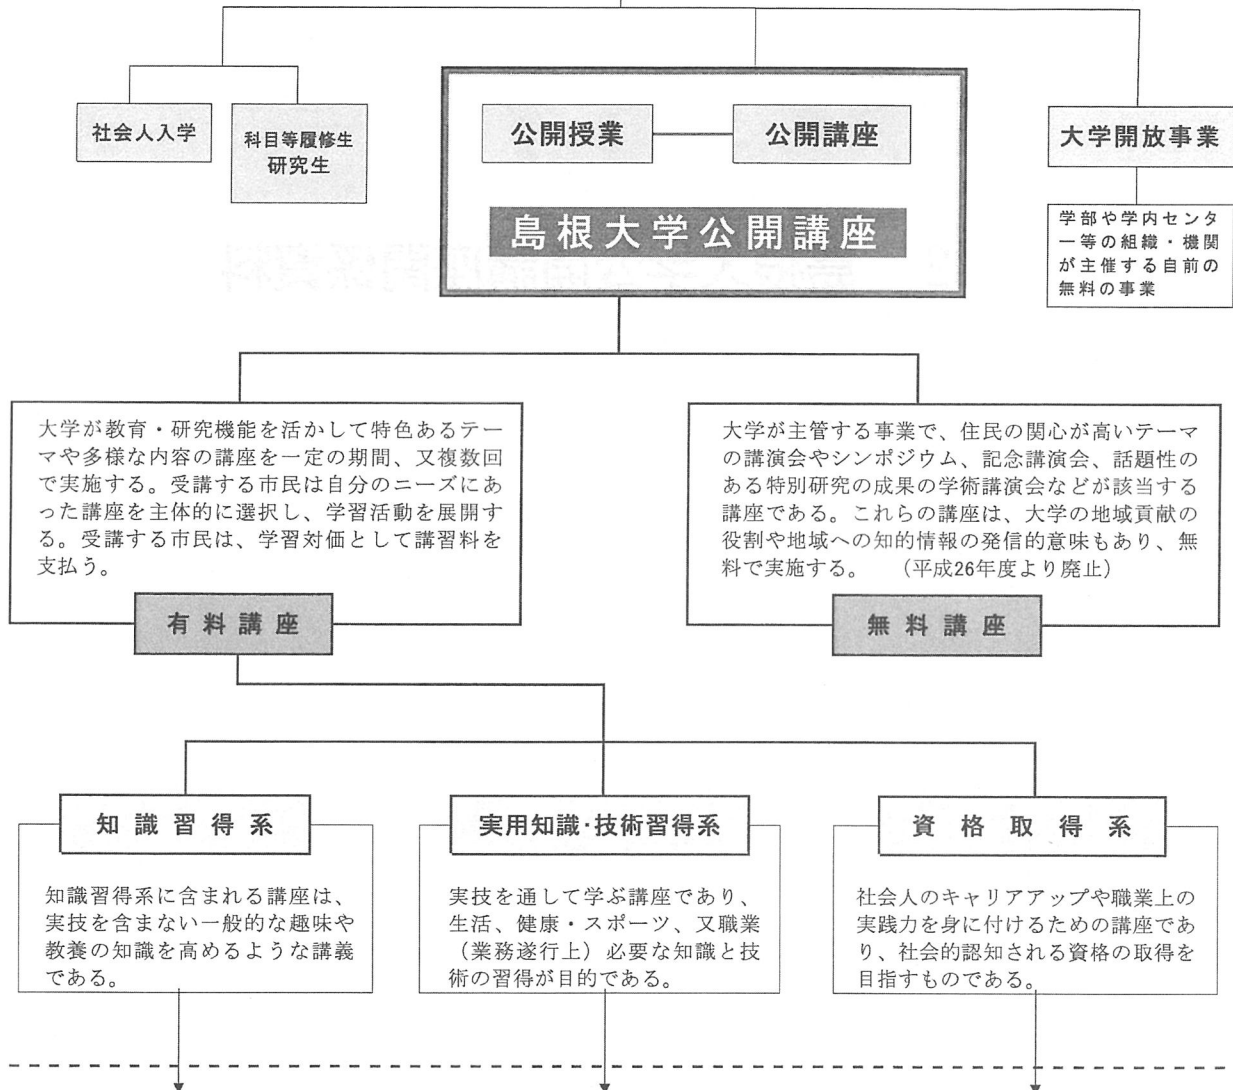 社会人入学
科目等履修生
研究生
公開授業
公開講座
大学開放事業
島根大学公開講座
学部や学内センタ
ー等の組織・機関
が主催する自前の
無料の事業
大学が教育・研究機能を活かして特色あるテー
マや多様な内容の講座を一定の期間、又複数回
で実施する。受講する市民は自分のニーズにあ
った講座を主体的に選択し、学習活動を展開す
る。受講する市民は、学習対価として講習料を
支払う。
有料講座
大学が主管する事業で、住民の関心が高いテーマ
の講演会やシンポジウム、記念講演会、話題性の
ある特別研究の成果の学術講演会などが該当する
講座である。これらの講座は、大学の地域貢献の
役割や地域への知的情報の発信的意味もあり、無
料で実施する。　（平成26年度より廃止）
無料講座
知識習得系
知識習得系に含まれる講座は、
実技を含まない一般的な趣味や
教養の知識を高めるような講義
である。
実用知識・技術習得系
実技を通して学ぶ講座であり、
生活、健康・スポーツ、又職業
（業務遂行上）必要な知識と技
術の習得が目的である。
資格取得系
社会人のキャリアアップや職業上の
実践力を身に付けるための講座であ
り、社会的認知される資格の取得を
目指すものである。